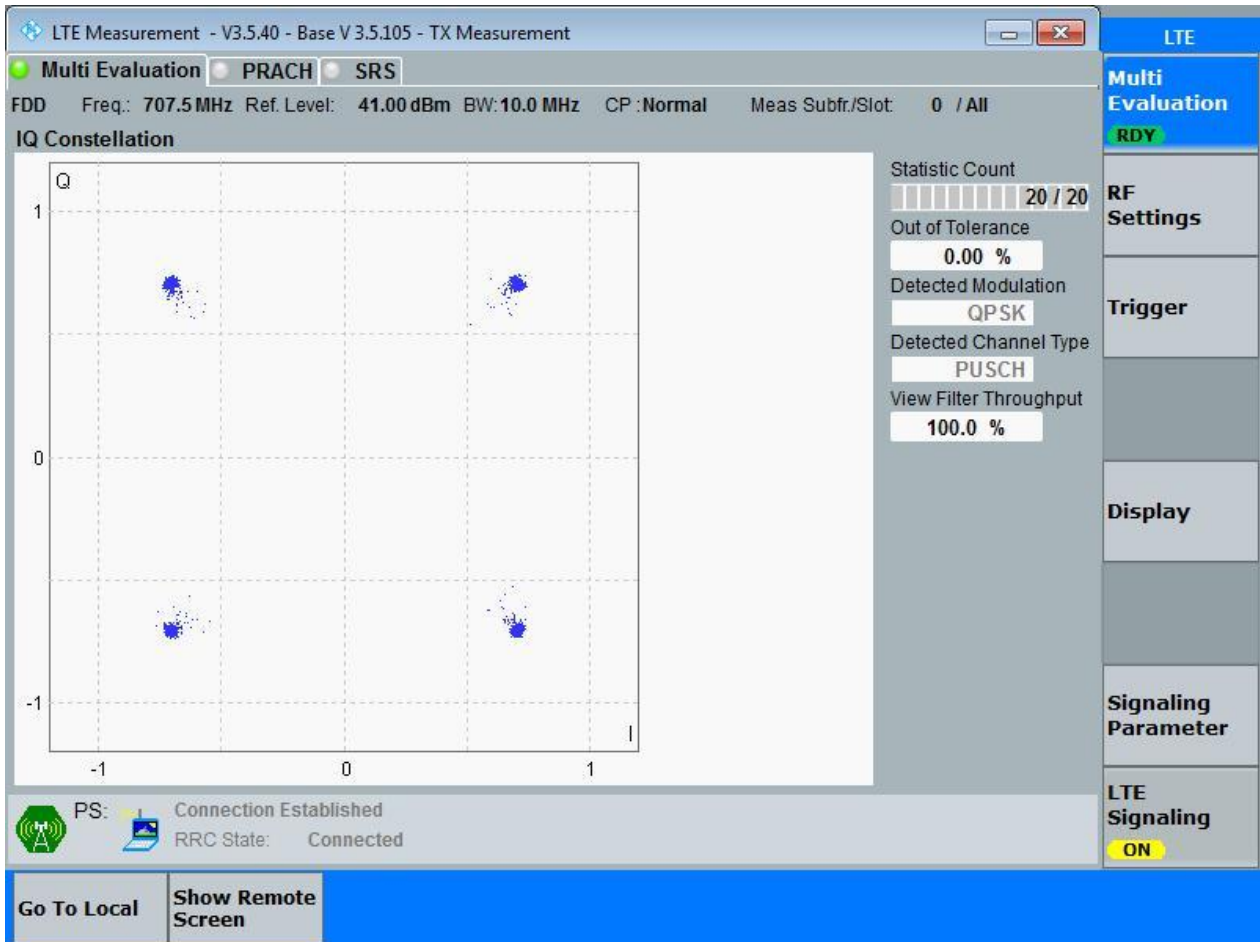 LTE Measurement - V3.5.40 - Base V 3.5.105 - TX Measurement
LTE
Multi Evaluation PRACH SRS
Multi
Evaluation
RDY
FDD Freq.: 707.5 MHz Ref. Level: 41.00 dBm BW: 10.0 MHz CP : Normal Meas Subfr./Slot: 0 / All
IQ Constellation
Q
1
0
-1
I
-1 0 1
Statistic Count
20 / 20
Out of Tolerance
0.00 %
Detected Modulation
QPSK
Detected Channel Type
PUSCH
View Filter Throughput
100.0 %
RF
Settings
Trigger
Display
Signaling
Parameter
LTE
Signaling
ON
PS: Connection Established
RRC State: Connected
Go To Local
Show Remote
Screen